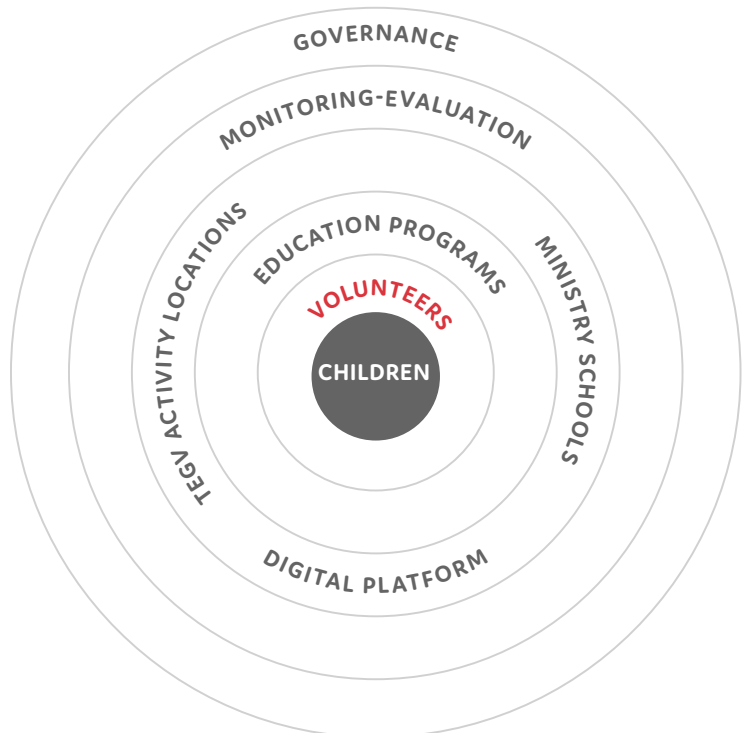 GOVERNANCE
MONITORING-EVALUATION
TEGV ACTIVITY LOCATIONS
MINISTRY SCHOOLS
DIGITAL PLATFORM
EDUCATION PROGRAMS
VOLUNTEERS
CHILDREN